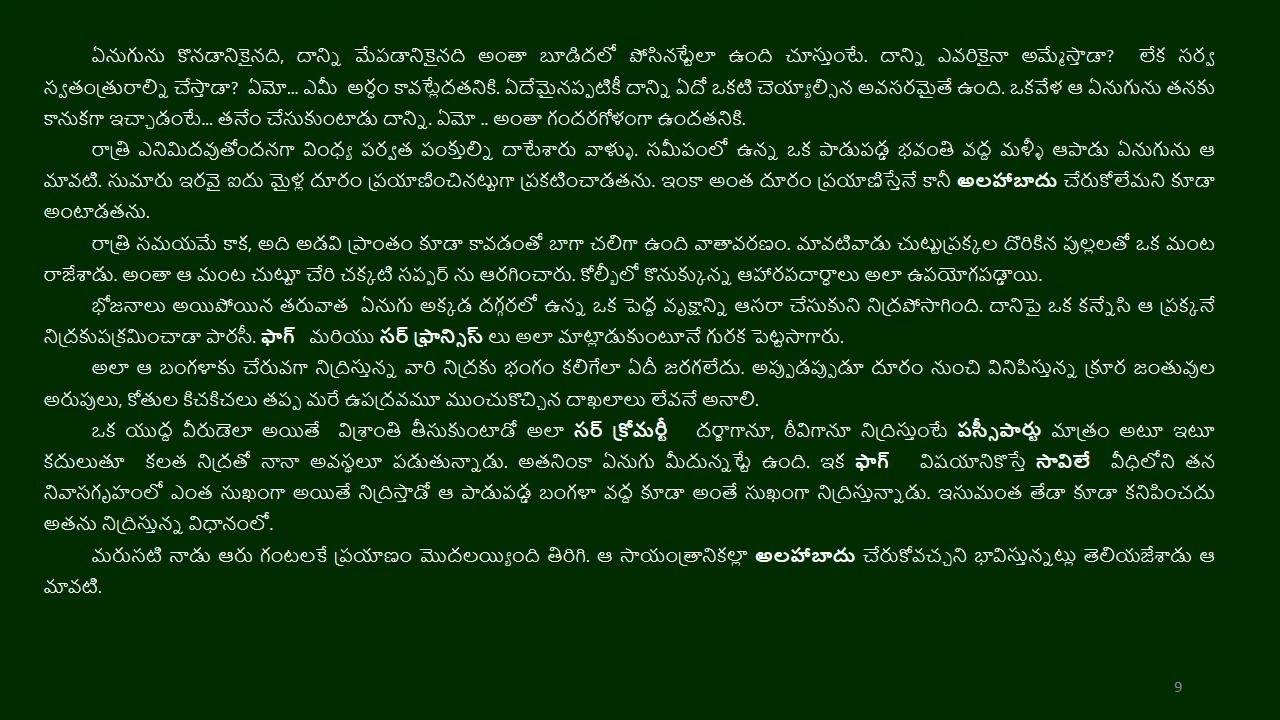 ఏనుగును కొనడానికైనది, దాన్ని మేపడానికైనది అంతా బూడిదలో పోసినట్టేలా ఉంది చూస్తుంటే. దాన్ని ఎవరికైనా అమ్మేస్తాడా? లేక సర్వ
స్వతంత్రురాల్ని చేస్తాడా? ఏమో... ఎమీ అర్ధం కావట్లేదతనికి. ఏదేమైనప్పటికీ దాన్ని ఏదో ఒకటి చెయ్యాల్సిన అవసరమైతే ఉంది. ఒకవేళ ఆ ఏనుగును తనకు
కానుకగా ఇచ్చాడంటే... తనేం చేసుకుంటాడు దాన్ని. ఏమో .. అంతా గందరగోళంగా ఉందతనికి.
రాత్రి ఎనిమిదవుతోందనగా వింధ్య పర్వత పంక్తుల్ని దాటేశారు వాళ్ళు. సమీపంలో ఉన్న ఒక పాడుపడ్డ భవంతి వద్ద మళ్ళీ ఆపాడు ఏనుగును ఆ
మావటి. సుమారు ఇరవై ఐదు మైళ్ల దూరం ప్రయాణించినట్లుగా ప్రకటించాడతను. ఇంకా అంత దూరం ప్రయాణిస్తేనే కానీ అలహాబాదు చేరుకోలేమని కూడా
అంటాడతను.
రాత్రి సమయమే కాక, అది అడవి ప్రాంతం కూడా కావడంతో బాగా చలిగా ఉంది వాతావరణం. మావటివాడు చుట్టుప్రక్కల దొరికిన పుల్లలతో ఒక మంట
రాజేశాడు. అంతా ఆ మంట చుట్టూ చేరి చక్కటి సప్పర్ ను ఆరగించారు. కోల్బీలో కొనుక్కున్న ఆహారపదార్ధాలు అలా ఉపయోగపడ్డాయి.
భోజనాలు అయిపోయిన తరువాత ఏనుగు అక్కడ దగ్గరలో ఉన్న ఒక పెద్ద వృక్షాన్ని ఆసరా చేసుకుని నిద్రపోసాగింది. దానిపై ఒక కన్నేసి ఆ ప్రక్కనే
నిద్రకుపక్రమించాడా పారసీ. ఫాగ్ మరియు సర్ ఫ్రాన్సిస్ లు అలా మాట్లాడుకుంటూనే గురక పెట్టసాగారు.
అలా ఆ బంగళాకు చేరువగా నిద్రిస్తున్న వారి నిద్రకు భంగం కలిగేలా ఏదీ జరగలేదు. అప్పుడప్పుడూ దూరం నుంచి వినిపిస్తున్న క్రూర జంతువుల
అరుపులు, కోతుల కిచకిచలు తప్ప మరే ఉపద్రవమూ ముంచుకొచ్చిన దాఖలాలు లేవనే అనాలి.
ఒక యుద్ధ వీరుడెలా అయితే విశ్రాంతి తీసుకుంటాడో అలా సర్ క్రోమర్టీ దర్జాగానూ, ఠీవిగానూ నిద్రిస్తుంటే పస్సీపార్టు మాత్రం అటూ ఇటూ
కదులుతూ కలత నిద్రతో నానా అవస్థలూ పడుతున్నాడు. అతనింకా ఏనుగు మీదున్నట్టే ఉంది. ఇక ఫాగ్ విషయానికొస్తే సావిలే వీధిలోని తన
నివాసగృహంలో ఎంత సుఖంగా అయితే నిద్రిస్తాడో ఆ పాడుపడ్డ బంగళా వద్ద కూడా అంతే సుఖంగా నిద్రిస్తున్నాడు. ఇసుమంత తేడా కూడా కనిపించదు
అతను నిద్రిస్తున్న విధానంలో.
మరుసటి నాడు ఆరు గంటలకే ప్రయాణం మొదలయ్యింది తిరిగి. ఆ సాయంత్రానికల్లా అలహాబాదు చేరుకోవచ్చని భావిస్తున్నట్లు తెలియజేశాడు ఆ
మావటి.
9